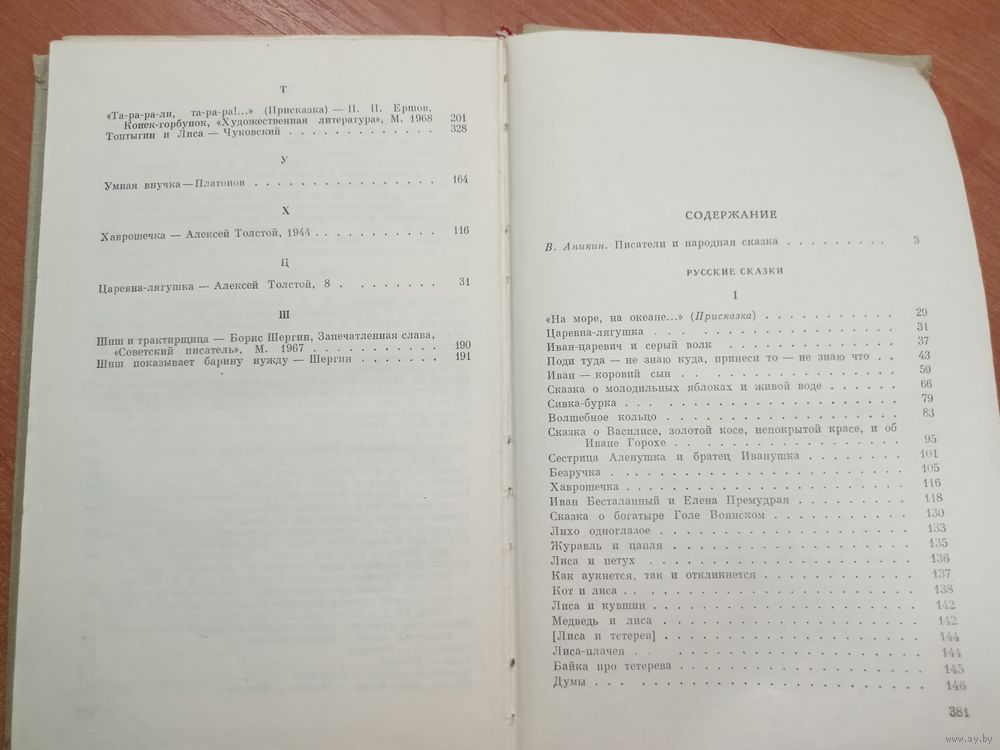 Т
«Та-ра-ра-ли, та-ра-ра!...» (Присказка) — П. П. Ершов,
Конек-горбунок, «Художественная литература», М. 1968 201
Топтыгин и Лиса — Чуковский . . . . . . . . . . . . . 328
У
Умная внучка — Платонов . . . . . . . . . . . . . . . . 164
Х
Хаврошечка — Алексей Толстой, 1944 . . . . . . . . . . . 116
Ц
Царевна-лягушка — Алексей Толстой, 8 . . . . . . . . 31
Ш
Шиш и трактирщица — Борис Шергин, Запечатленная слава,
«Советский писатель», М. 1967 . . . . . . . . . . . 190
Шиш показывает барину нужду — Шергин . . . . . . . 191
СОДЕРЖАНИЕ
В. Аникин. Писатели и народная сказка . . . . . . . . . 3
РУССКИЕ СКАЗКИ
I
«На море, на океане...» (Присказка) . . . . . . . . . . . 29
Царевна-лягушка . . . . . . . . . . . . . . . . 31
Иван-царевич и серый волк . . . . . . . . . . . . . 37
Поди туда — не знаю куда, принеси то — не знаю что . . 43
Иван — коровий сын . . . . . . . . . . . . . . . . . 59
Сказка о молодильных яблоках и живой воде . . . . . . . 66
Сивка-бурка . . . . . . . . . . . . . . . . . . . 79
Волшебное кольцо . . . . . . . . . . . . . . . . . 83
Сказка о Василисе, золотой косе, непокрытой красе, и об
Иване Горохе . . . . . . . . . . . . . . . . . . 95
Сестрица Аленушка и братец Иванушка . . . . . . . . 101
Безручка . . . . . . . . . . . . . . . . . . . . . 105
Хаврошечка . . . . . . . . . . . . . . . . . . . . 116
Иван Бесталанный и Елена Премудрая . . . . . . . . . 118
Сказка о богатыре Голе Воянском . . . . . . . . . . . 130
Лихо одноглазое . . . . . . . . . . . . . . . . . . 133
Журавль и цапля . . . . . . . . . . . . . . . . . . 135
Лиса и петух . . . . . . . . . . . . . . . . . . . 136
Как аукнется, так и откликнется . . . . . . . . . . . 137
Кот и лиса . . . . . . . . . . . . . . . . . . . . 138
Лиса и кувшин . . . . . . . . . . . . . . . . . . . 142
Медведь и лиса . . . . . . . . . . . . . . . . . . . 142
[Лиса и тетерев] . . . . . . . . . . . . . . . . . . 144
Лиса-плачея . . . . . . . . . . . . . . . . . . . 144
Байка про тетерева . . . . . . . . . . . . . . . . . 145
Думы . . . . . . . . . . . . . . . . . . . . . . 146
381
www.ay.by